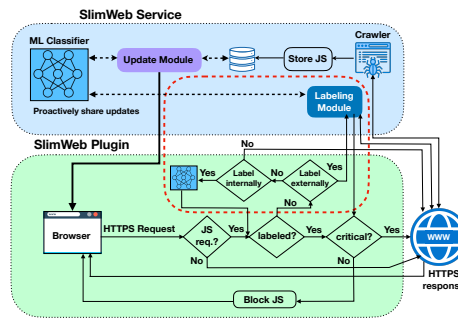 SlimWeb Service
ML Classifier
Crawler
Update Module
Store JS
Proactively share updates
Labeling
Module
No
SlimWeb Plugin
Yes
Label
internally
No
Label
externally
Yes
Browser
HTTPS Request
JS
req.?
Yes
labeled?
Yes
critical?
Yes
WWW
No
No
No
HTTPS
respons
Block JS